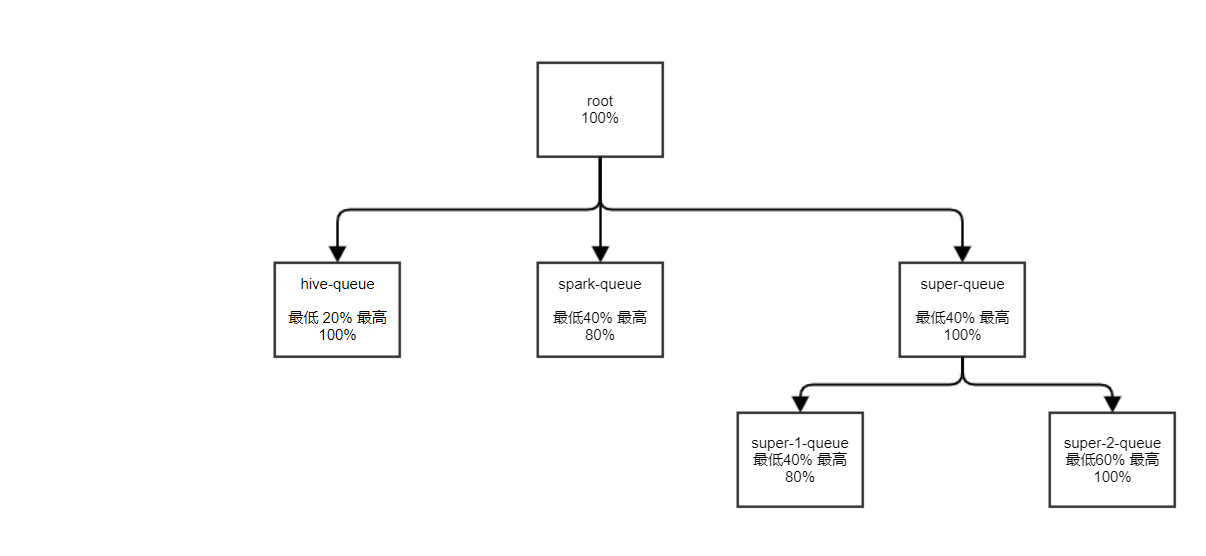 root
100%
hive-queue
最低 20% 最高
100%
spark-queue
最低40% 最高
80%
super-queue
最低40% 最高
100%
super-1-queue
最低40% 最高
80%
super-2-queue
最低60% 最高
100%